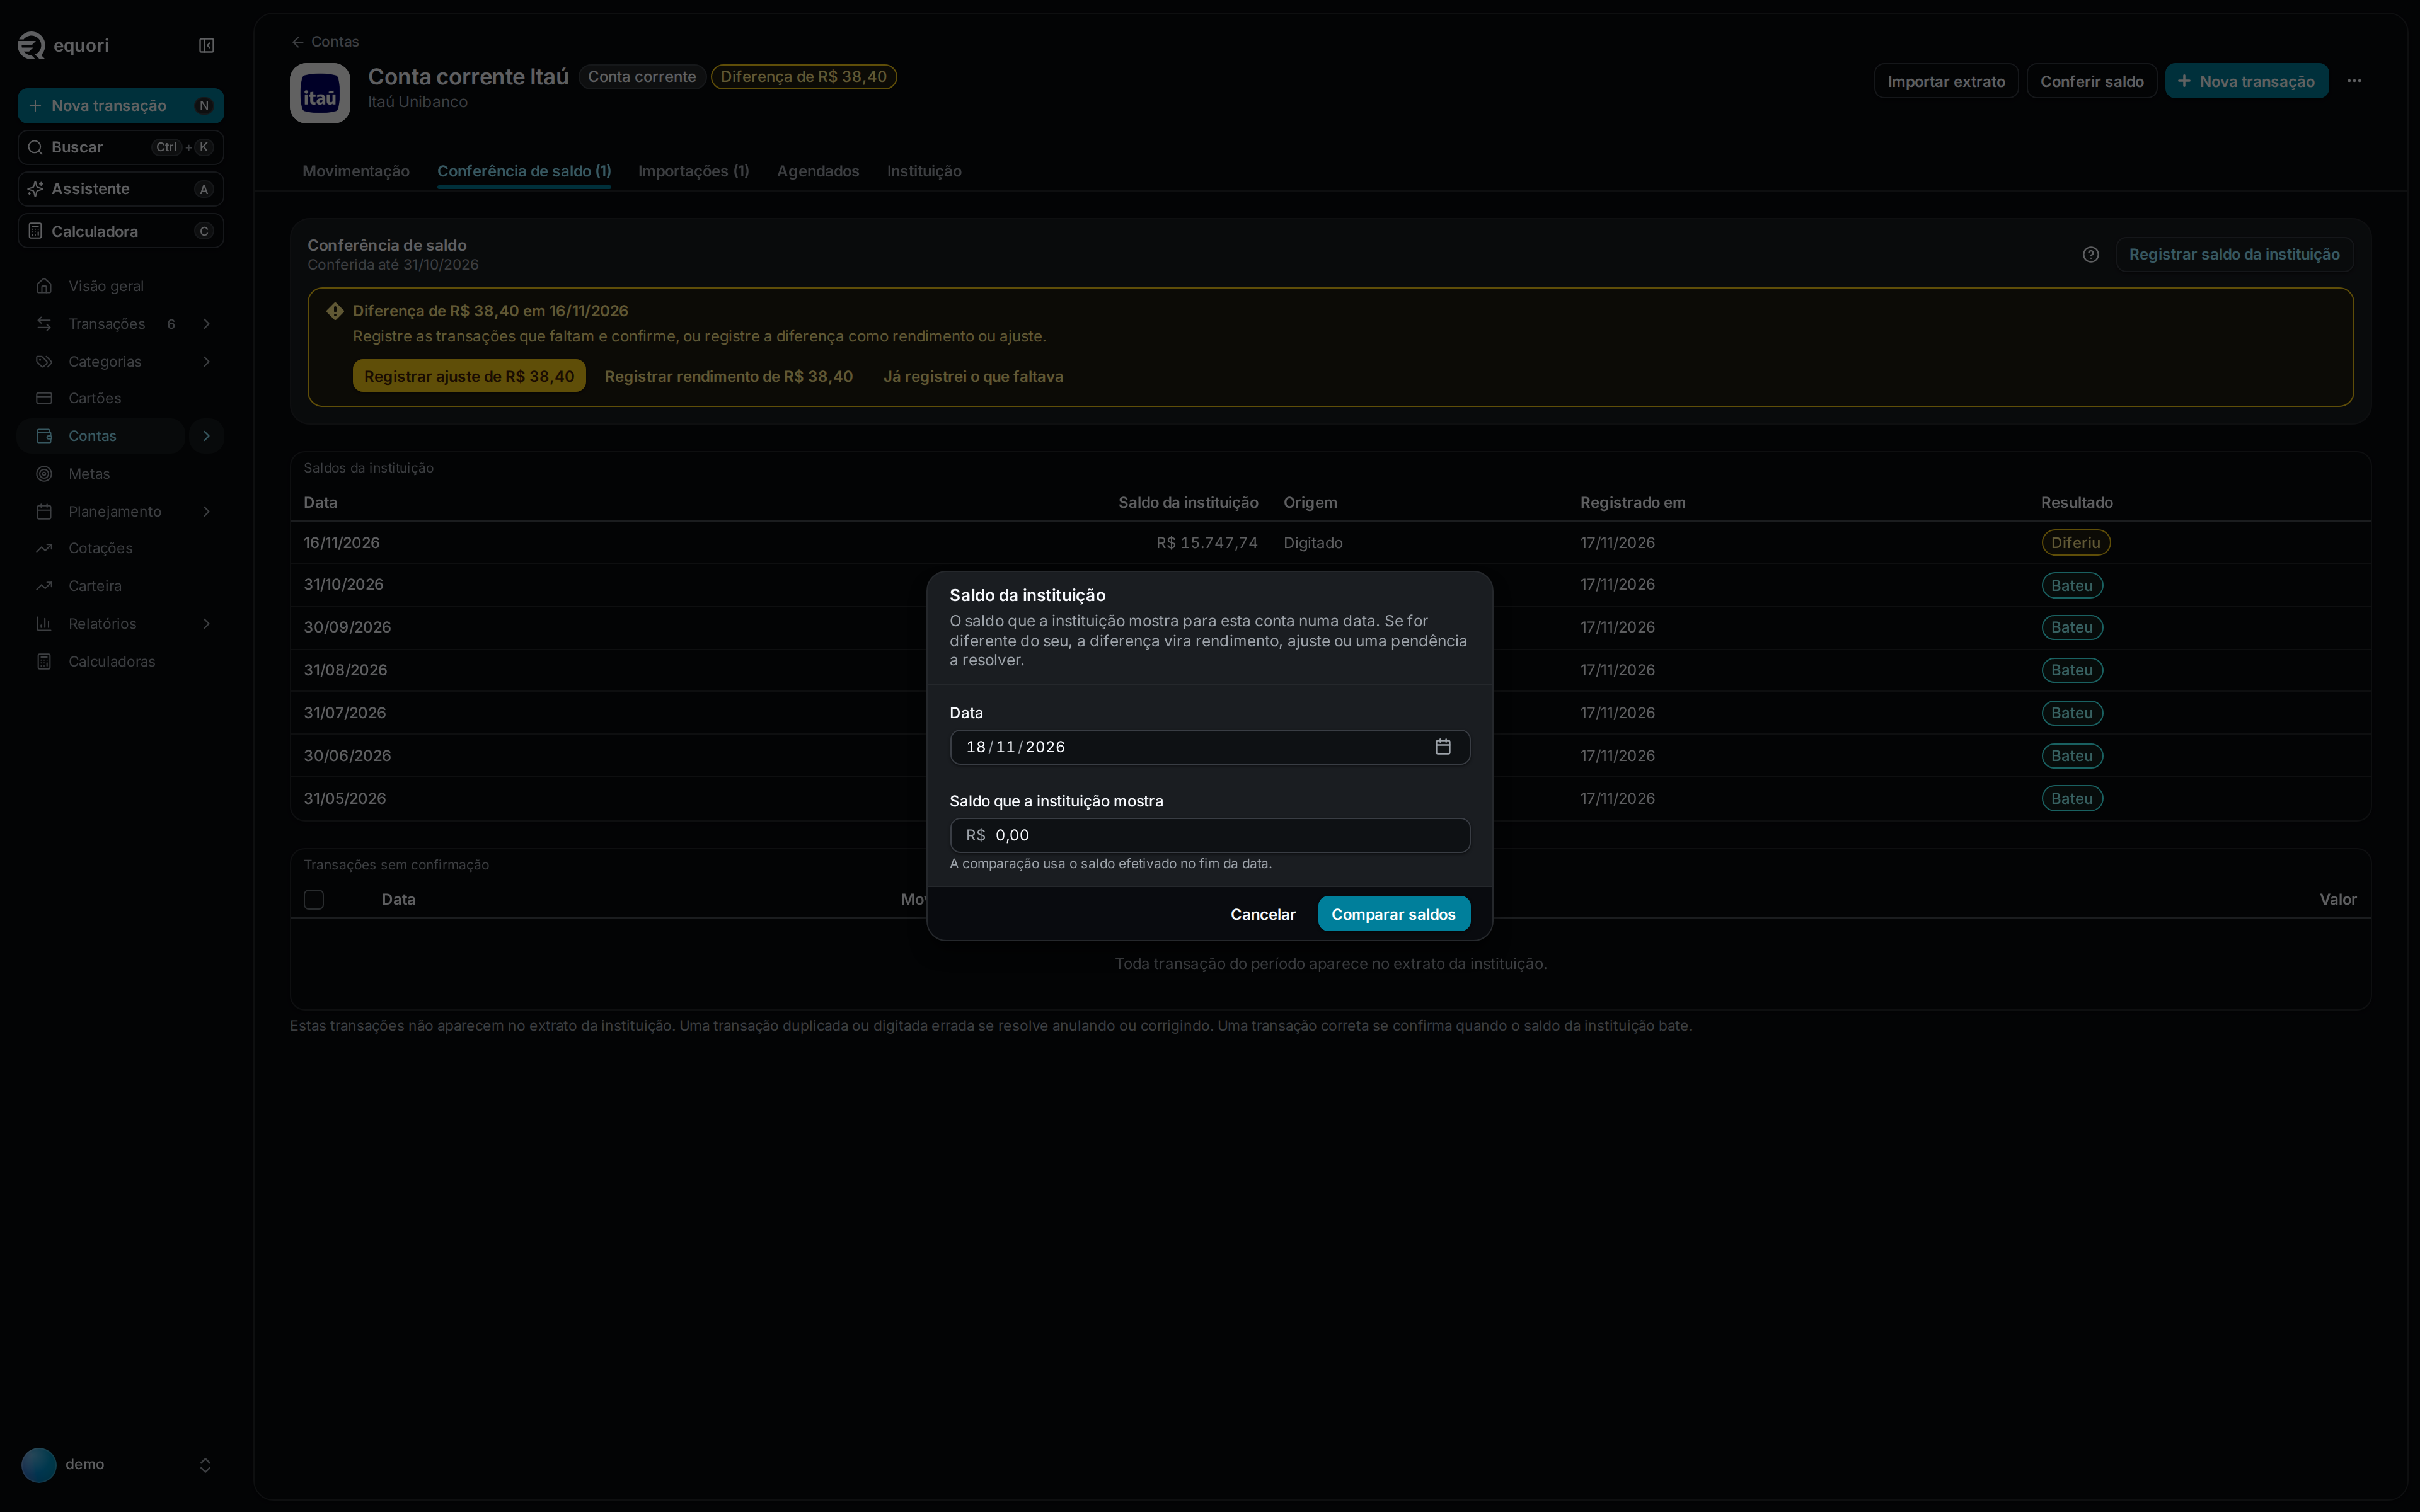 equori
Nova transação N
Buscar Ctrl + K
Assistente A
Calculadora C
Visão geral
Transações 6
Categorias
Cartões
Contas
Metas
Planejamento
Cotações
Carteira
Relatórios
Calculadoras
demo
Contas
itaú
Conta corrente Itaú Conta corrente Diferença de R$ 38,40
Itaú Unibanco
Importar extrato Conferir saldo Nova transação
Movimentação Conferência de saldo (1) Importações (1) Agendados Instituição
Conferência de saldo
Conferida até 31/10/2026
Registrar saldo da instituição
Diferença de R$ 38,40 em 16/11/2026
Registre as transações que faltam e confirme, ou registre a diferença como rendimento ou ajuste.
Registrar ajuste de R$ 38,40 Registrar rendimento de R$ 38,40 Já registrei o que faltava
Saldos da instituição
Data Saldo da instituição Origem Registrado em Resultado
16/11/2026 R$ 15.747,74 Digitado 17/11/2026 Diferiu
31/10/2026 17/11/2026 Bateu
30/09/2026 17/11/2026 Bateu
31/08/2026 17/11/2026 Bateu
31/07/2026 17/11/2026 Bateu
30/06/2026 17/11/2026 Bateu
31/05/2026 17/11/2026 Bateu
Saldo da instituição
O saldo que a instituição mostra para esta conta numa data. Se for
diferente do seu, a diferença vira rendimento, ajuste ou uma pendência
a resolver.
Data
18/11/2026
Saldo que a instituição mostra
R$ 0,00
A comparação usa o saldo efetivado no fim da data.
Cancelar Comparar saldos
Transações sem confirmação
Data Valor
Toda transação do período aparece no extrato da instituição.
Estas transações não aparecem no extrato da instituição. Uma transação duplicada ou digitada errada se resolve anulando ou corrigindo. Uma transação correta se confirma quando o saldo da instituição bate.